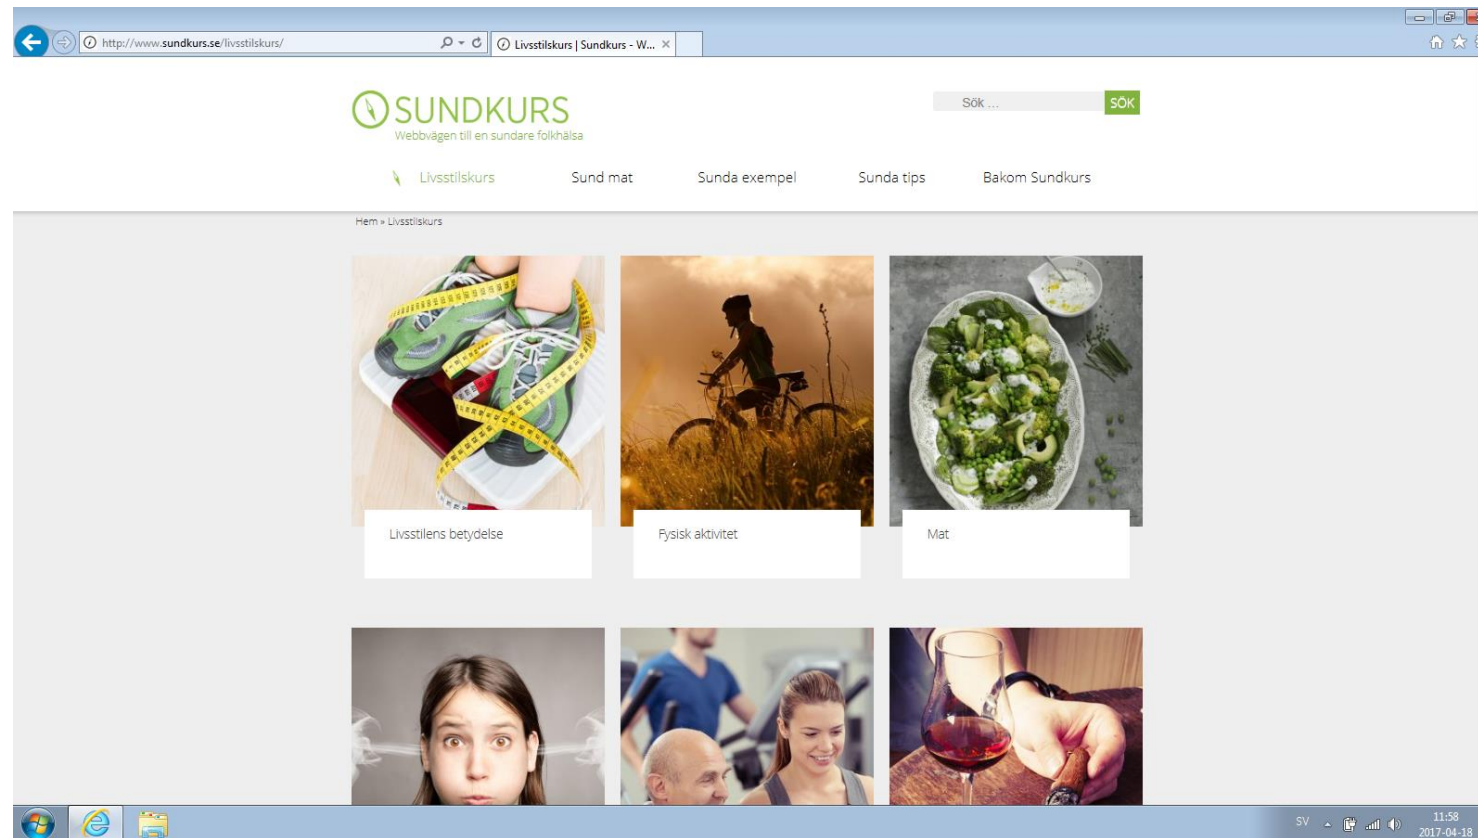 http://www.sundkurs.se/livsstilskurs/
Livsstilskurs | Sundkurs - W...
SUNDKURS
Webbvägen till en sundare folkhälsa
Sök ...
SÖK
Livsstilskurs
Sund mat
Sunda exempel
Sunda tips
Bakom Sundkurs
Hem » Livsstilskurs
Livsstilens betydelse
Fysisk aktivitet
Mat
SV
11:58
2017-04-18